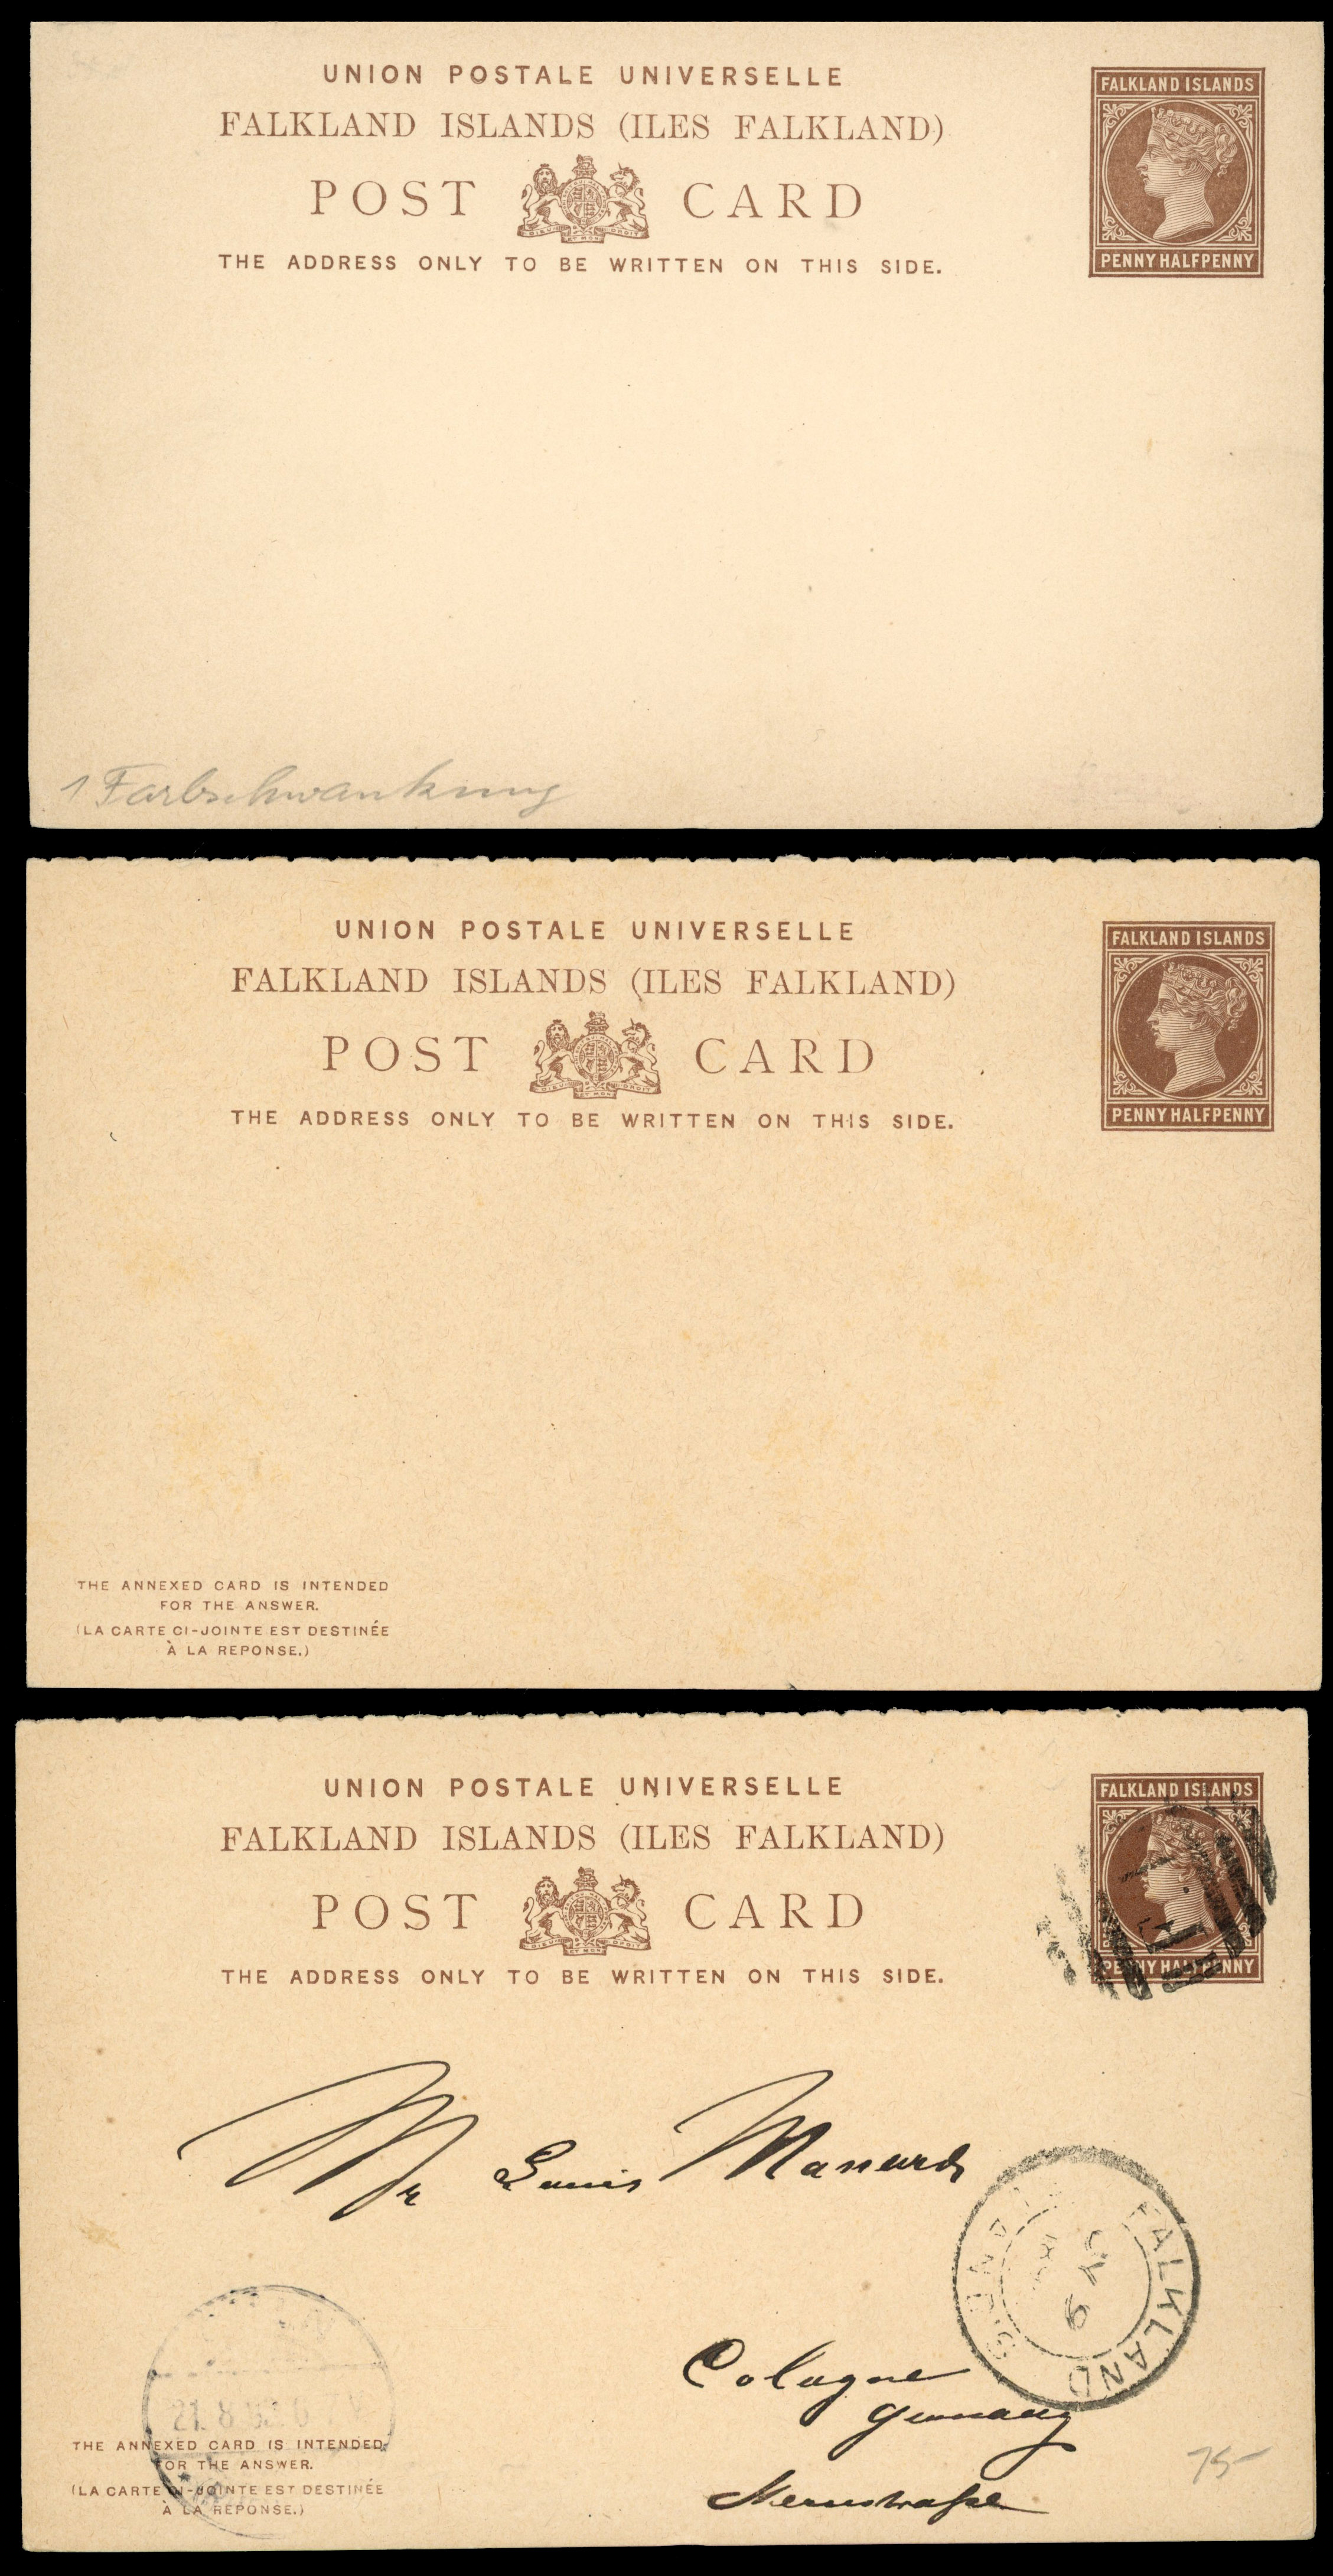 UNION POSTALE UNIVERSELLE
FALKLAND ISLANDS (ILES FALKLAND)
POST CARD
THE ADDRESS ONLY TO BE WRITTEN ON THIS SIDE.
FALKLAND ISLANDS
PENNY HALFPENNY
1 Farbschwankung
UNION POSTALE UNIVERSELLE
FALKLAND ISLANDS (ILES FALKLAND)
POST CARD
THE ADDRESS ONLY TO BE WRITTEN ON THIS SIDE.
FALKLAND ISLANDS
PENNY HALFPENNY
THE ANNEXED CARD IS INTENDED
FOR THE ANSWER.
(LA CARTE CI-JOINTE EST DESTINÉE
À LA REPONSE.)
UNION POSTALE UNIVERSELLE
FALKLAND ISLANDS (ILES FALKLAND)
POST CARD
THE ADDRESS ONLY TO BE WRITTEN ON THIS SIDE.
FALKLAND ISLANDS
PENNY HALFPENNY
Mr Louis
FALKLAND ISLANDS
Cologne
Germany
75-
21.8
THE ANNEXED CARD IS INTENDED
FOR THE ANSWER.
(LA CARTE CI-JOINTE EST DESTINÉE
À LA REPONSE.)